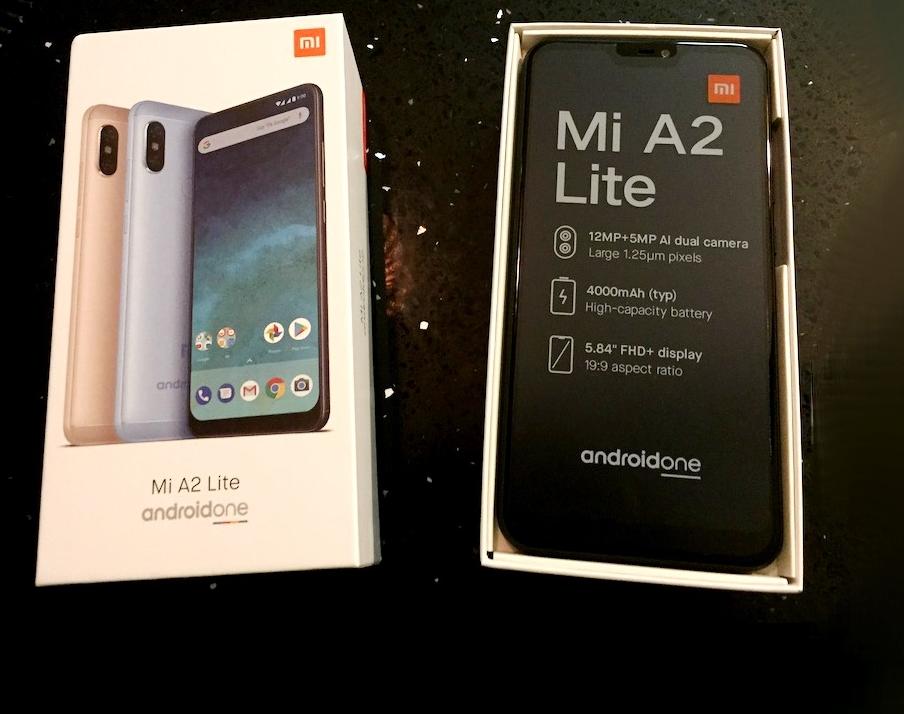 mi
Mi A2 Lite
androidone
mi
Mi A2
Lite
12MP+5MP AI dual camera
Large 1.25μm pixels
4000mAh (typ)
High-capacity battery
5.84" FHD+ display
19:9 aspect ratio
androidone